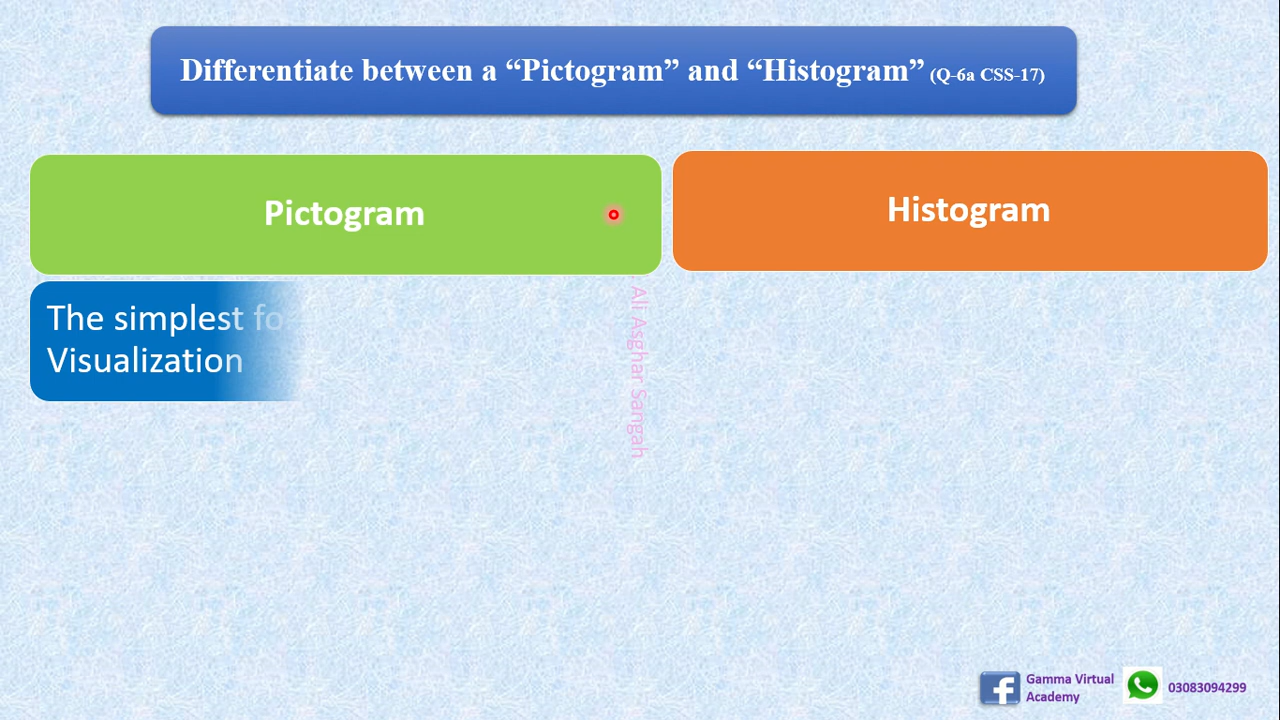 Differentiate between a “Pictogram” and “Histogram” (Q-6a CSS-17)
Pictogram
Histogram
The simplest fo
Visualization
Ali Asghar Sangah
Gamma Virtual
Academy
03083094299